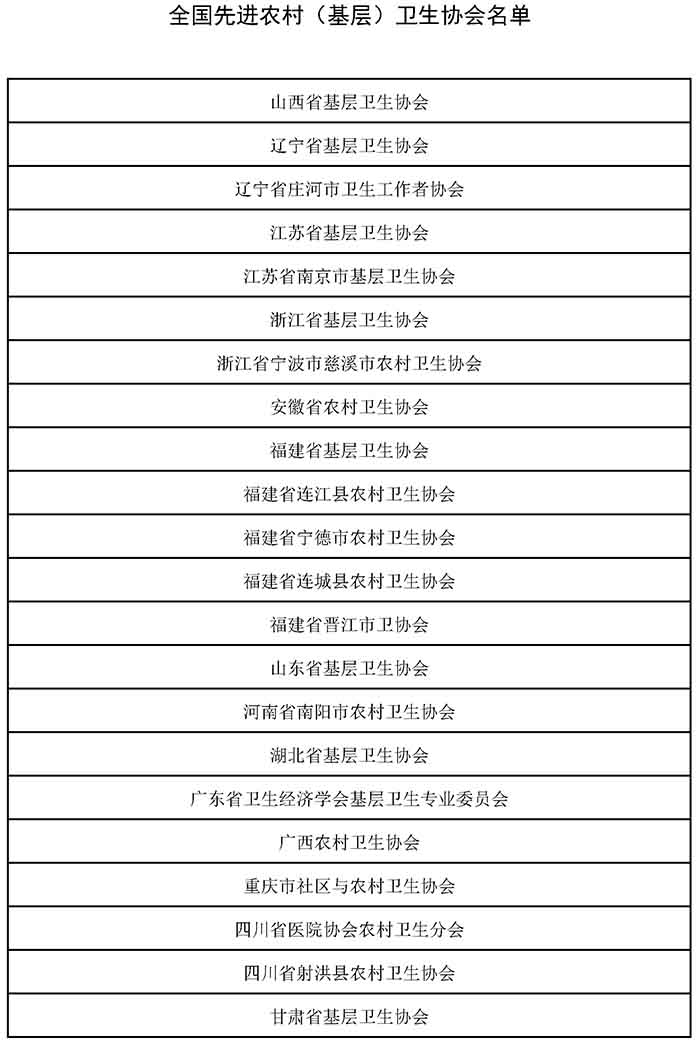 全国先进农村（基层）卫生协会名单
山西省基层卫生协会
辽宁省基层卫生协会
辽宁省庄河市卫生工作者协会
江苏省基层卫生协会
江苏省南京市基层卫生协会
浙江省基层卫生协会
浙江省宁波市慈溪市农村卫生协会
安徽省农村卫生协会
福建省基层卫生协会
福建省连江县农村卫生协会
福建省宁德市农村卫生协会
福建省连城县农村卫生协会
福建省晋江市卫协会
山东省基层卫生协会
河南省南阳市农村卫生协会
湖北省基层卫生协会
广东省卫生经济学会基层卫生专业委员会
广西农村卫生协会
重庆市社区与农村卫生协会
四川省医院协会农村卫生分会
四川省射洪县农村卫生协会
甘肃省基层卫生协会